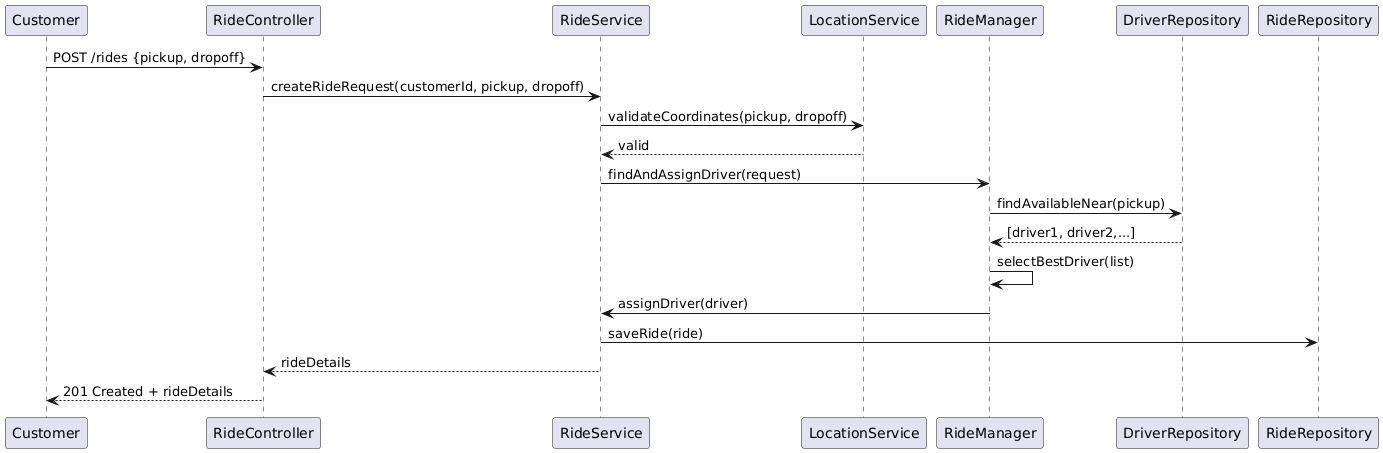 Customer RideController RideService LocationService RideManager DriverRepository RideRepository
POST /rides {pickup, dropoff}
createRideRequest(customerId, pickup, dropoff)
validateCoordinates(pickup, dropoff)
valid
findAndAssignDriver(request)
findAvailableNear(pickup)
[driver1, driver2,...]
selectBestDriver(list)
assignDriver(driver)
saveRide(ride)
rideDetails
201 Created + rideDetails
Customer RideController RideService LocationService RideManager DriverRepository RideRepository